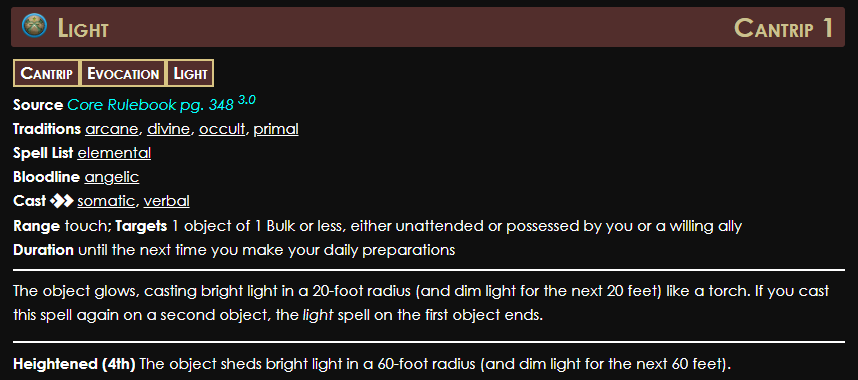 Light Cantrip 1
Cantrip Evocation Light
Source Core Rulebook pg. 348 3.0
Traditions arcane, divine, occult, primal
Spell List elemental
Bloodline angelic
Cast somatic, verbal
Range touch; Targets 1 object of 1 Bulk or less, either unattended or possessed by you or a willing ally
Duration until the next time you make your daily preparations
The object glows, casting bright light in a 20-foot radius (and dim light for the next 20 feet) like a torch. If you cast
this spell again on a second object, the light spell on the first object ends.
Heightened (4th) The object sheds bright light in a 60-foot radius (and dim light for the next 60 feet).